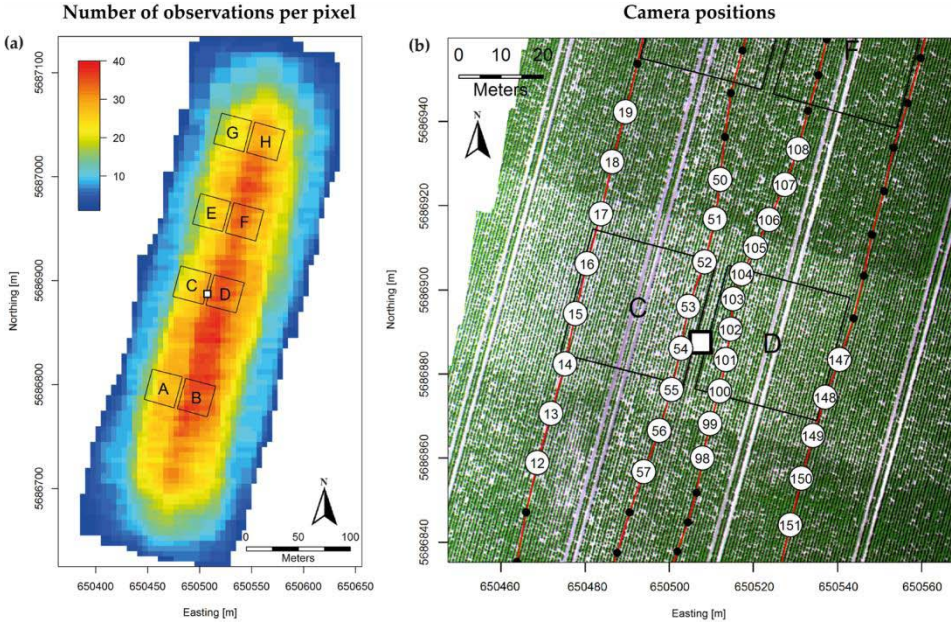 Number of observations per pixel
Camera positions
(a)
5687100
5687000
5686900
5686800
5686700
Northing [m]
40
30
20
10
G
H
E
F
C
D
A
B
N
0 50 100
Meters
650400 650450 650500 650550 600600 650650
Easting [m]
(b)
0 10 20
Meters
N
5686940
5686920
5686900
5686880
5686860
5686840
Northing [m]
E
C
D
19
18
17
16
15
14
13
12
50
51
52
53
54
55
56
57
108
107
106
105
104
103
102
101
100
99
98
147
148
149
150
151
650460 650480 650500 650520 650540 650560
Easting [m]